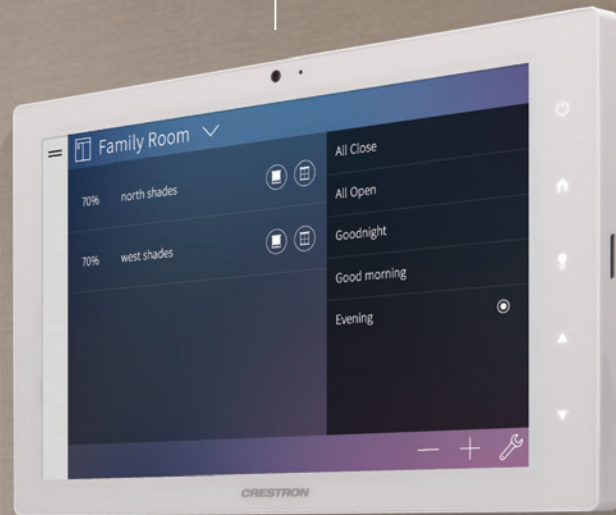 Family Room
70% north shades
70% west shades
All Close
All Open
Goodnight
Good morning
Evening
CRESTRON